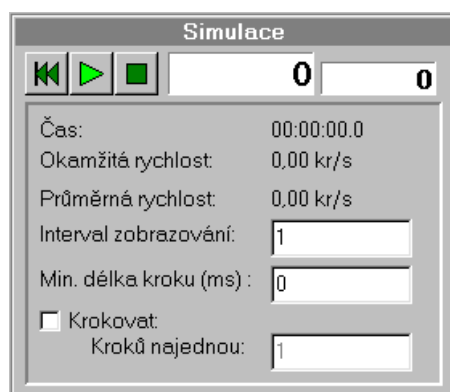 Simulace
0 0
Čas: 00:00:00.0
Okamžitá rychlost: 0,00 kr/s
Průměrná rychlost: 0,00 kr/s
Interval zobrazování: 1
Min. délka kroku (ms) : 0
Krokovat:
Kroků najednou: 1